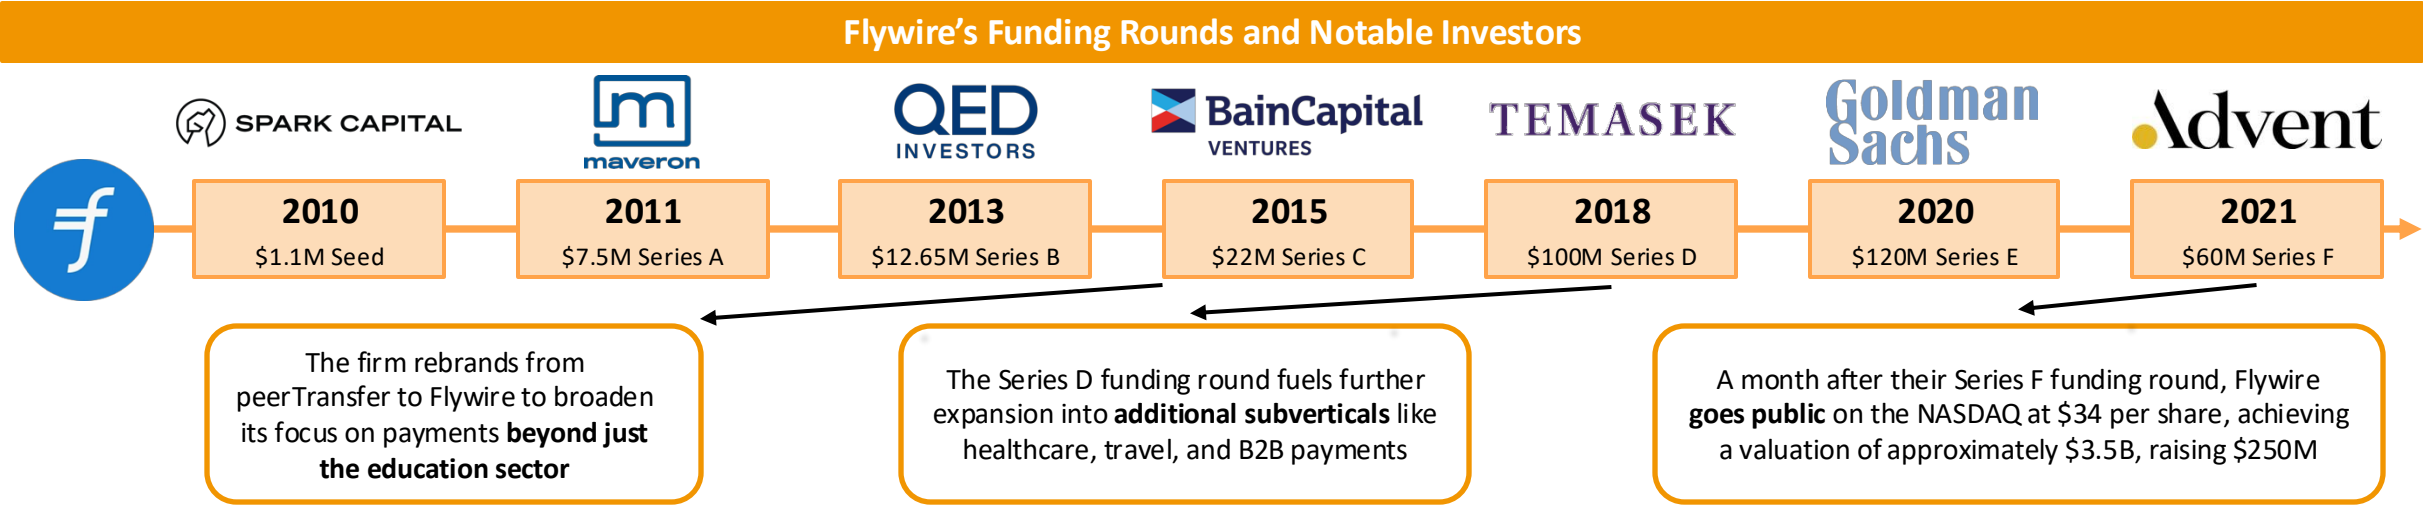 Flywire's Funding Rounds and Notable Investors
SPARK CAPITAL
m
maveron
QED
INVESTORS
BainCapital
VENTURES
TEMASEK
Goldman
Sachs
Advent
2010
$1.1M Seed
2011
$7.5M Series A
2013
$12.65M Series B
2015
$22M Series C
2018
$100M Series D
2020
$120M Series E
2021
$60M Series F
The firm rebrands from
peerTransfer to Flywire to broaden
its focus on payments beyond just
the education sector
The Series D funding round fuels further
expansion into additional subverticals like
healthcare, travel, and B2B payments
A month after their Series F funding round, Flywire
goes public on the NASDAQ at $34 per share, achieving
a valuation of approximately $3.5B, raising $250M